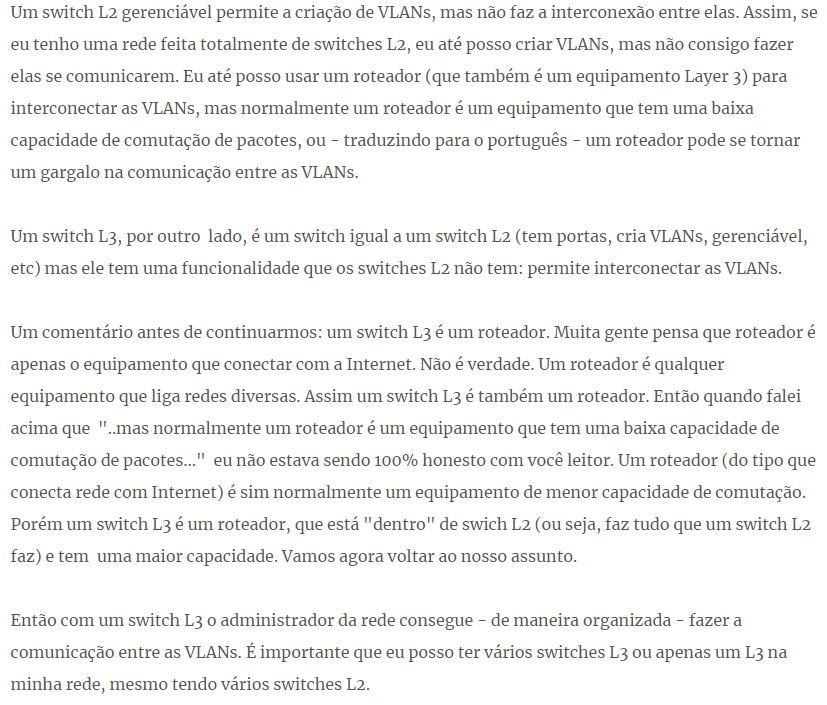 Um switch L2 gerenciável permite a criação de VLANs, mas não faz a interconexão entre elas. Assim, se
eu tenho uma rede feita totalmente de switches L2, eu até posso criar VLANs, mas não consigo fazer
elas se comunicarem. Eu até posso usar um roteador (que também é um equipamento Layer 3) para
interconectar as VLANs, mas normalmente um roteador é um equipamento que tem uma baixa
capacidade de comutação de pacotes, ou - traduzindo para o português - um roteador pode se tornar
um gargalo na comunicação entre as VLANs.
Um switch L3, por outro  lado, é um switch igual a um switch L2 (tem portas, cria VLANs, gerenciável,
etc) mas ele tem uma funcionalidade que os switches L2 não tem: permite interconectar as VLANs.
Um comentário antes de continuarmos: um switch L3 é um roteador. Muita gente pensa que roteador é
apenas o equipamento que conectar com a Internet. Não é verdade. Um roteador é qualquer
equipamento que liga redes diversas. Assim um switch L3 é também um roteador. Então quando falei
acima que  "..mas normalmente um roteador é um equipamento que tem uma baixa capacidade de
comutação de pacotes..."  eu não estava sendo 100% honesto com você leitor. Um roteador (do tipo que
conecta rede com Internet) é sim normalmente um equipamento de menor capacidade de comutação.
Porém um switch L3 é um roteador, que está "dentro" de swich L2 (ou seja, faz tudo que um switch L2
faz) e tem  uma maior capacidade. Vamos agora voltar ao nosso assunto.
Então com um switch L3 o administrador da rede consegue - de maneira organizada - fazer a
comunicação entre as VLANs. É importante que eu posso ter vários switches L3 ou apenas um L3 na
minha rede, mesmo tendo vários switches L2.